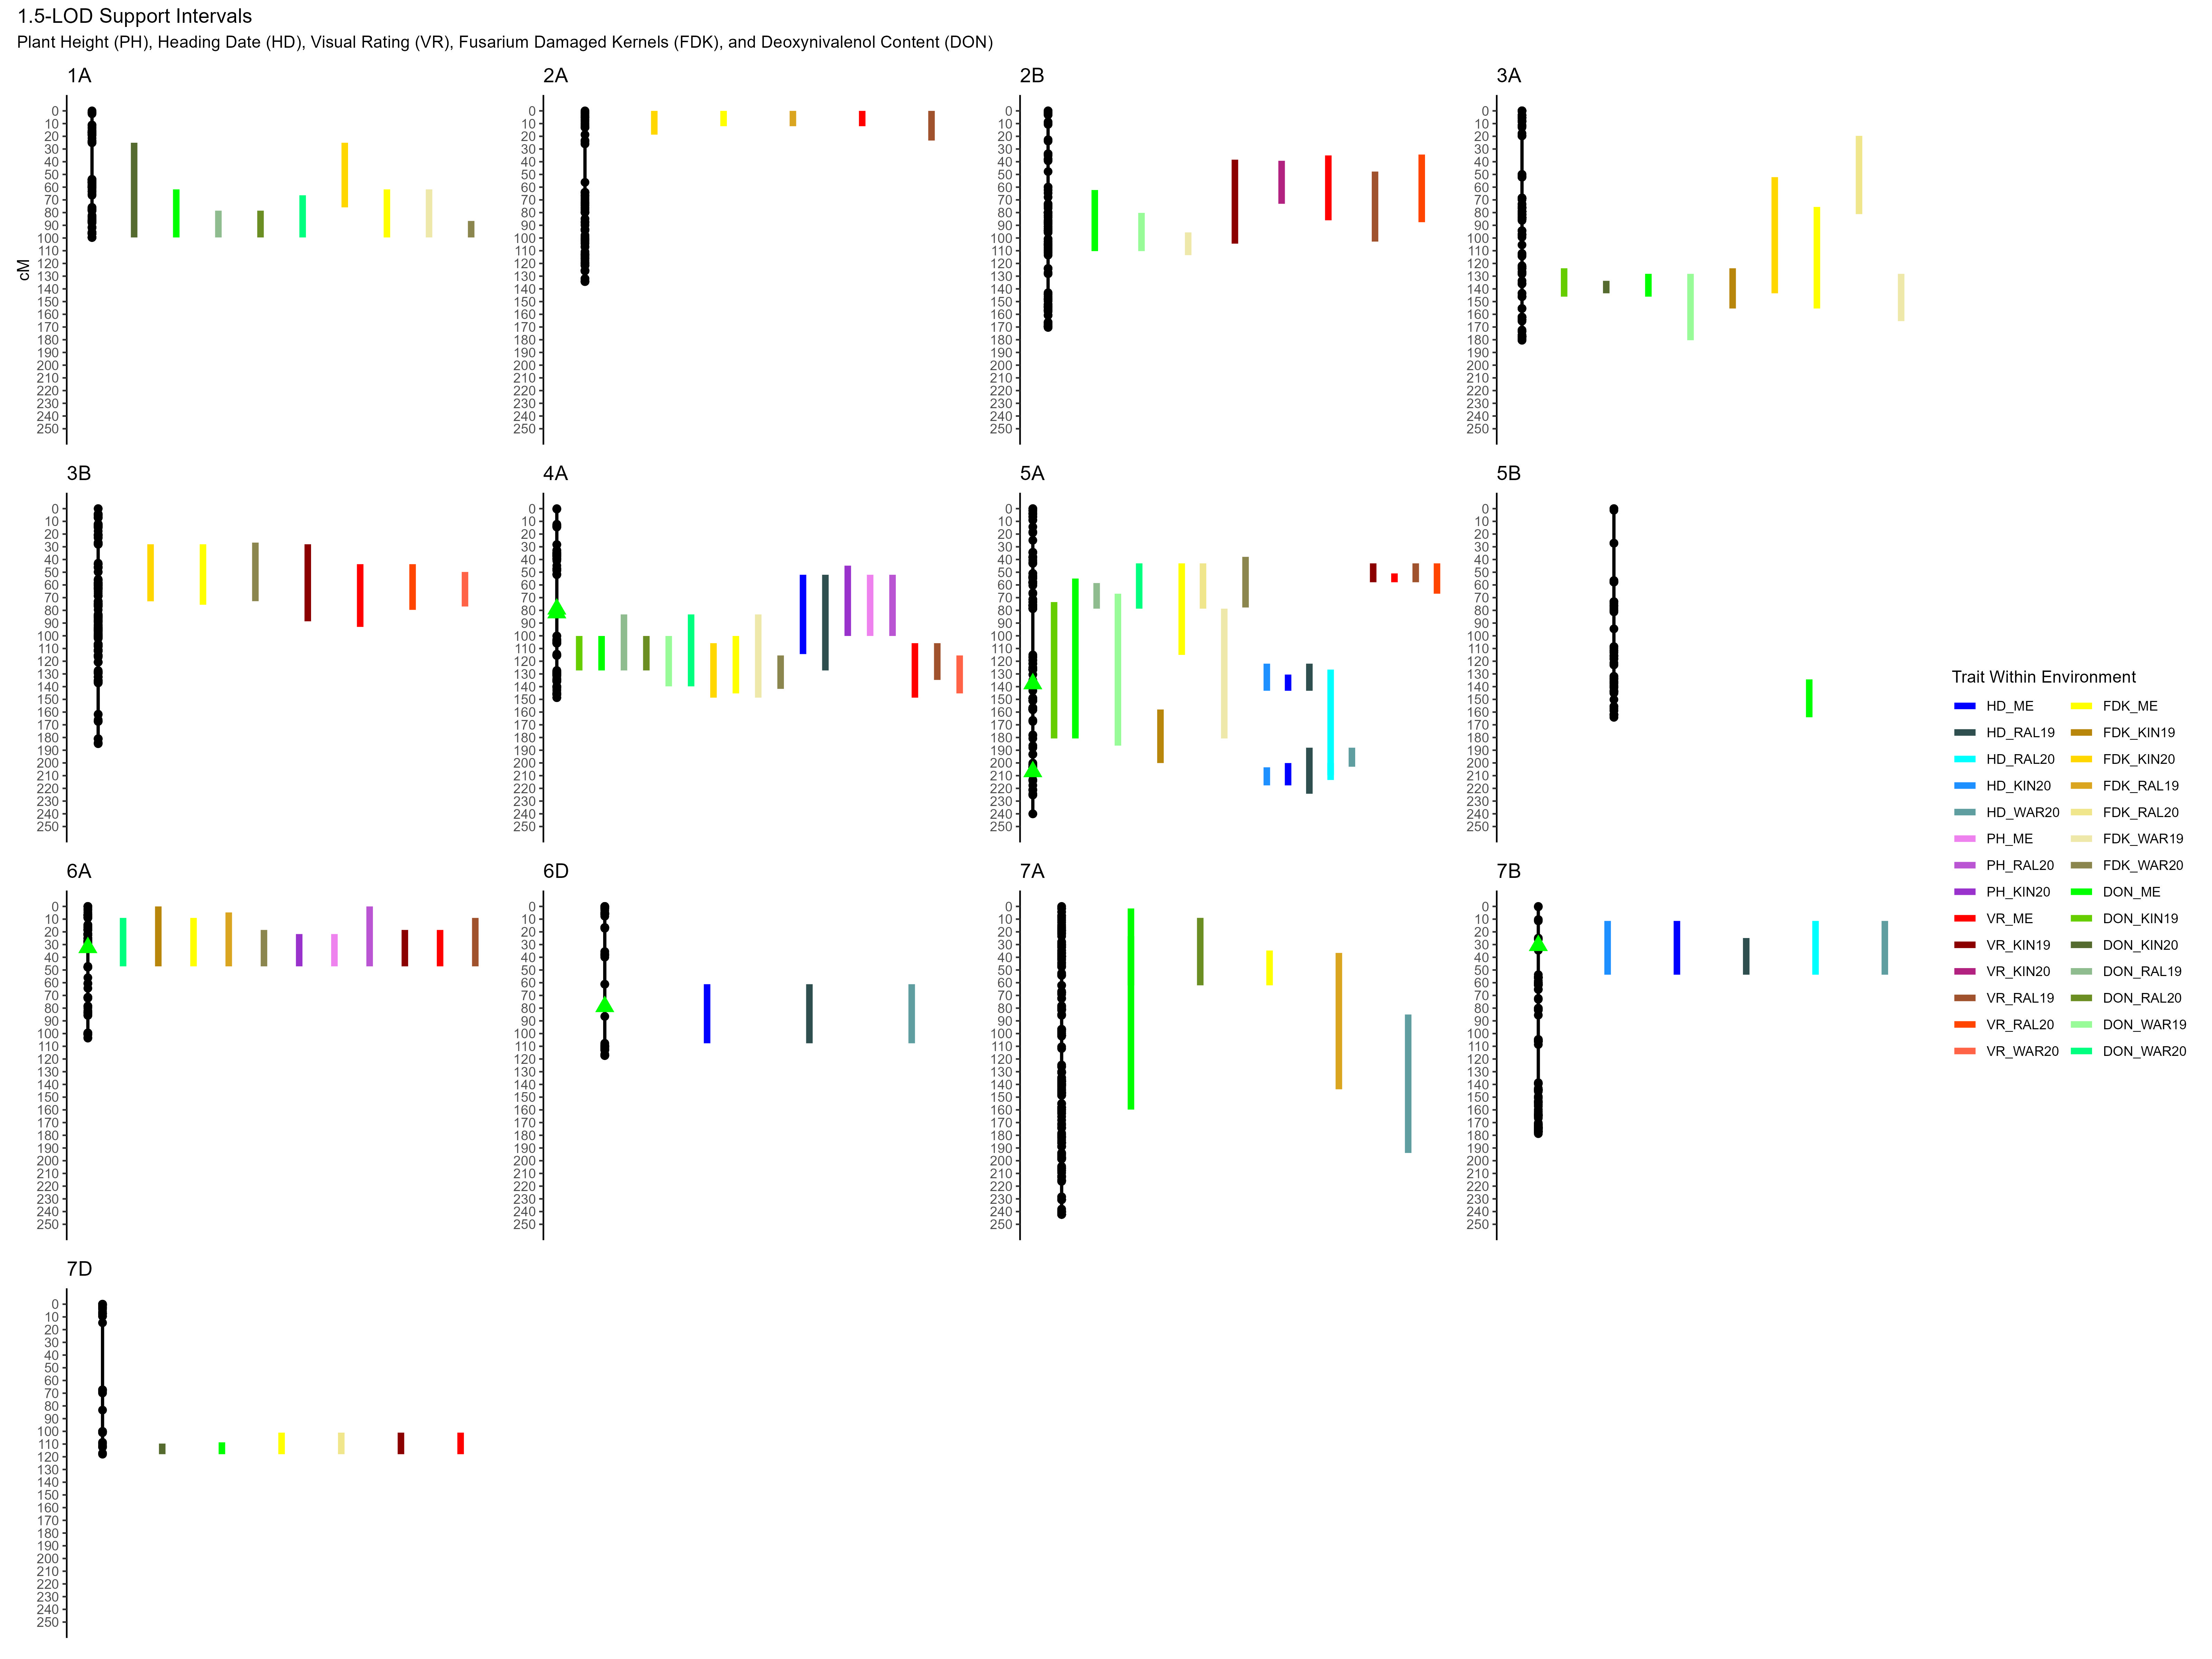 1.5-LOD Support Intervals
Plant Height (PH), Heading Date (HD), Visual Rating (VR), Fusarium Damaged Kernels (FDK), and Deoxynivalenol Content (DON)
1A 2A 2B 3A
0 0 0 0
10 10 10 10
20 20 20 20
30 30 30 30
40 40 40 40
50 50 50 50
60 60 60 60
70 70 70 70
80 80 80 80
90 90 90 90
100 100 100 100
110 110 110 110
120 120 120 120
cM
130 130 130 130
140 140 140 140
150 150 150 150
160 160 160 160
170 170 170 170
180 180 180 180
190 190 190 190
200 200 200 200
210 210 210 210
220 220 220 220
230 230 230 230
240 240 240 240
250 250 250 250
3B 4A 5A 5B
0 0 0 0
10 10 10 10
20 20 20 20
30 30 30 30
40 40 40 40
50 50 50 50
60 60 60 60
70 70 70 70
80 80 80 80
90 90 90 90
100 100 100 100
110 110 110 110
120 120 120 120
130 130 130 130
140 140 140 140
150 150 150 150
160 160 160 160
170 170 170 170
180 180 180 180
190 190 190 190
200 200 200 200
210 210 210 210
220 220 220 220
230 230 230 230
240 240 240 240
250 250 250 250
6A 6D 7A 7B
0 0 0 0
10 10 10 10
20 20 20 20
30 30 30 30
40 40 40 40
50 50 50 50
60 60 60 60
70 70 70 70
80 80 80 80
90 90 90 90
100 100 100 100
110 110 110 110
120 120 120 120
130 130 130 130
140 140 140 140
150 150 150 150
160 160 160 160
170 170 170 170
180 180 180 180
190 190 190 190
200 200 200 200
210 210 210 210
220 220 220 220
230 230 230 230
240 240 240 240
250 250 250 250
7D
0
10
20
30
40
50
60
70
80
90
100
110
120
130
140
150
160
170
180
190
200
210
220
230
240
250
Trait Within Environment
HD_ME FDK_ME
HD_RAL19 FDK_KIN19
HD_RAL20 FDK_KIN20
HD_KIN20 FDK_RAL19
HD_WAR20 FDK_RAL20
PH_ME FDK_WAR19
PH_RAL20 FDK_WAR20
PH_KIN20 DON_ME
VR_ME DON_KIN19
VR_KIN19 DON_KIN20
VR_KIN20 DON_RAL19
VR_RAL19 DON_RAL20
VR_RAL20 DON_WAR19
VR_WAR20 DON_WAR20